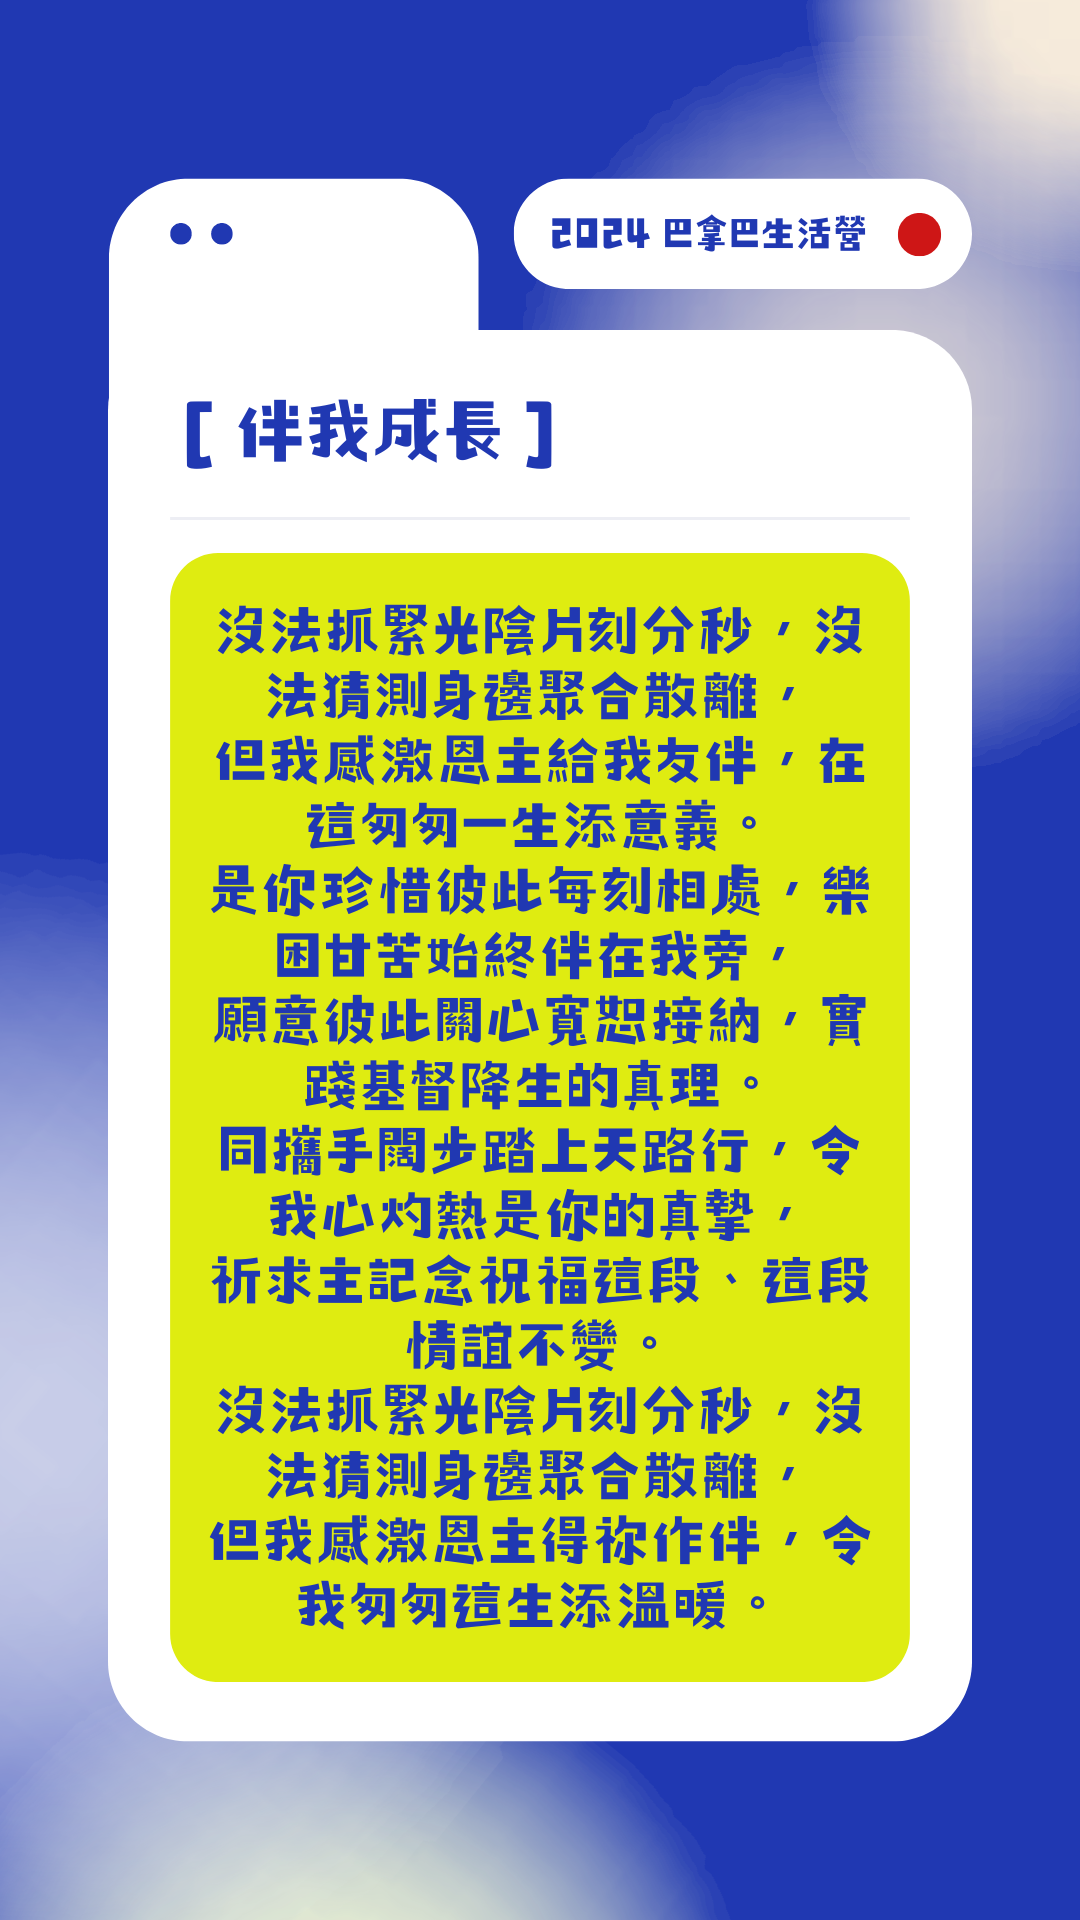 2024 巴拿巴生活營
[ 伴我成長 ]
沒法抓緊光陰片刻分秒，沒
法猜測身邊聚合散離，
但我感激恩主給我友伴，在
這匆匆一生添意義。
是你珍惜彼此每刻相處，樂
困甘苦始終伴在我旁，
願意彼此關心寬恕接納，實
踐基督降生的真理。
同攜手闊步踏上天路行，令
我心灼熱是你的真摯，
祈求主記念祝福這段、這段
情誼不變。
沒法抓緊光陰片刻分秒，沒
法猜測身邊聚合散離，
但我感激恩主得祢作伴，令
我匆匆這生添溫暖。